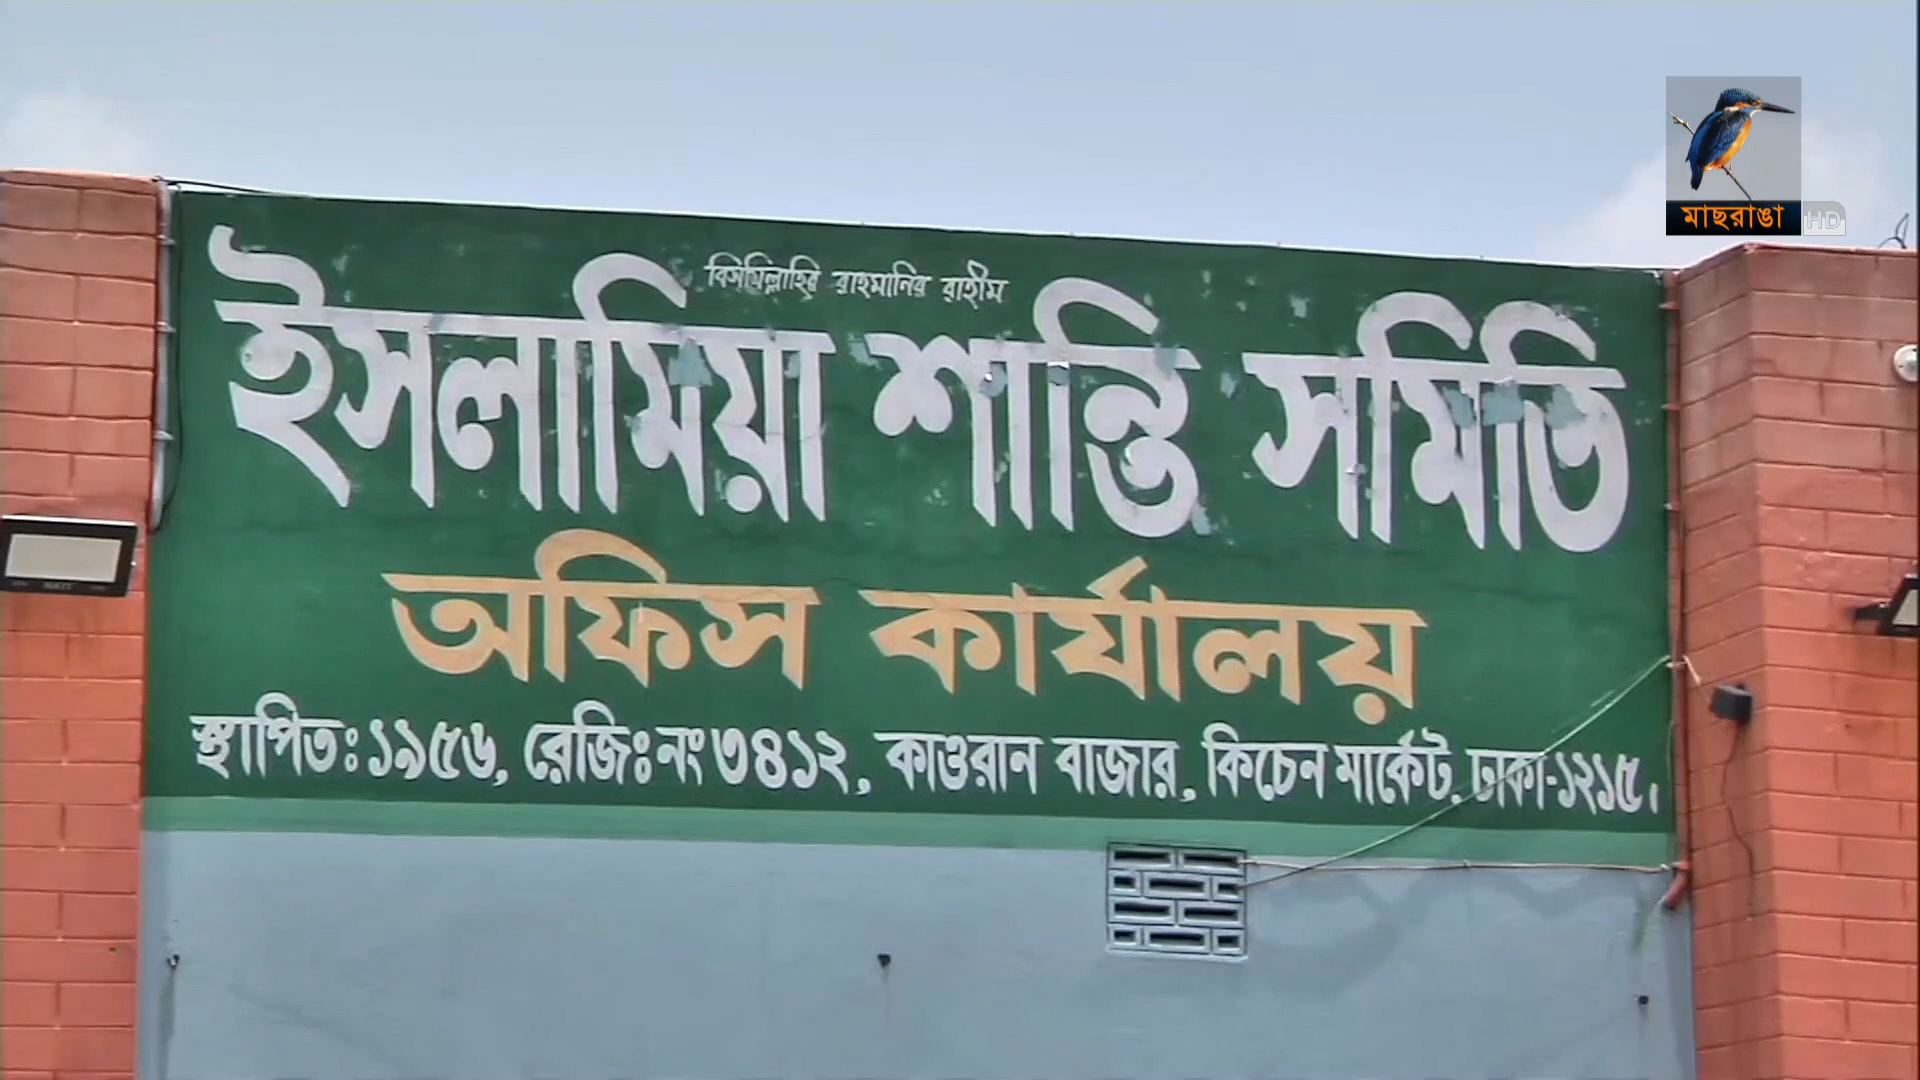 মাছরাঙা HD
বিসমিল্লাহির রাহমানির রাহীম
ইসলামিয়া শান্তি সমিতি
অফিস কার্যালয়
স্থাপিতঃ ১৯৫৬, রেজিঃ নং ৩৪১২, কাওরান বাজার, কিচেন মার্কেট, ঢাকা-১২১৫।